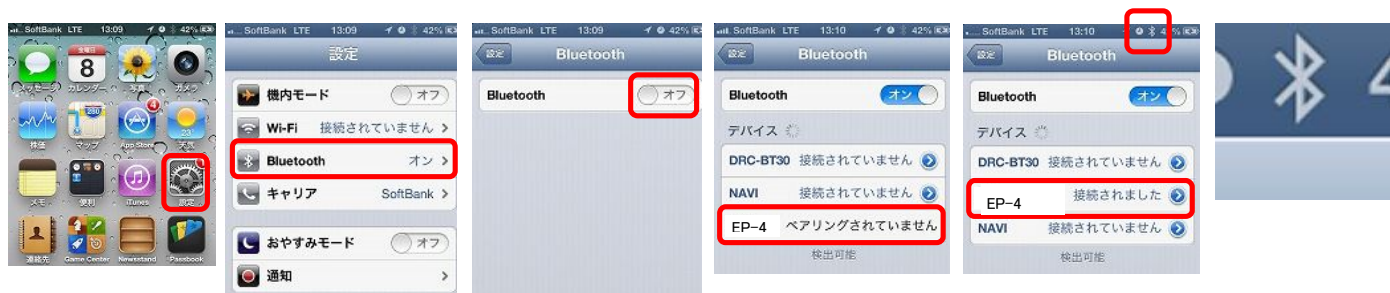 SoftBank LTE 13:09 42%
金曜日
8
メッセージ カレンダー 写真 カメラ
4
280
23°
株価 マップ App Store 天気
1
メモ 便利 iTunes 設定
連絡先 Game Center Newsstand Passbook
SoftBank LTE 13:09 42%
設定
機内モード オフ
Wi-Fi 接続されていません
Bluetooth オン
キャリア SoftBank
おやすみモード オフ
通知
SoftBank LTE 13:09 42%
設定 Bluetooth
Bluetooth オフ
SoftBank LTE 13:10 42%
設定 Bluetooth
Bluetooth オン
デバイス
DRC-BT30 接続されていません
NAVI 接続されていません
EP-4 ペアリングされていません
検出可能
SoftBank LTE 13:10
設定 Bluetooth
Bluetooth オン
デバイス
DRC-BT30 接続されていません
EP-4 接続されました
NAVI 接続されていません
検出可能